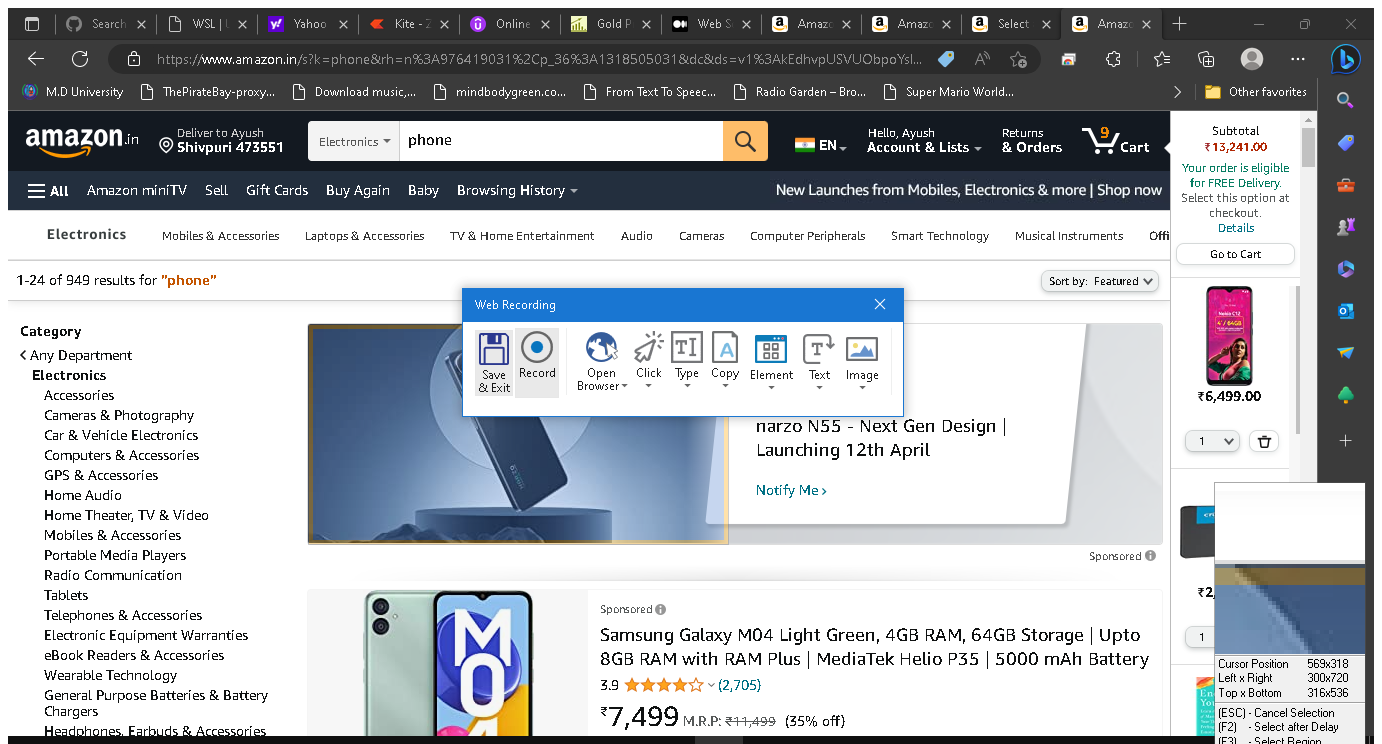 Search
WSL | U
Yahoo
Kite - Z
Online
Gold P
Web S
Amazo
Amazo
Select
Amazo
https://www.amazon.in/s?k=phone&rh=n%3A976419031%2Cp_36%3A1318505031&dc&ds=v1%3AkEdhvpUSVUObpoYsl...
M.D University
ThePirateBay-proxy...
Download music,...
mindbodygreen.co...
From Text To Speec...
Radio Garden – Bro...
Super Mario World...
Other favorites
amazon.in
Deliver to Ayush
Shivpuri 473551
Electronics
phone
EN
Hello, Ayush
Account & Lists
Returns
& Orders
9
Cart
All
Amazon miniTV
Sell
Gift Cards
Buy Again
Baby
Browsing History
New Launches from Mobiles, Electronics & more | Shop now
Electronics
Mobiles & Accessories
Laptops & Accessories
TV & Home Entertainment
Audio
Cameras
Computer Peripherals
Smart Technology
Musical Instruments
Offi
Subtotal
₹13,241.00
Your order is eligible
for FREE Delivery.
Select this option at
checkout.
Details
Go to Cart
1-24 of 949 results for "phone"
Sort by: Featured
Web Recording
Save
& Exit
Record
Open
Browser
Click
Type
Copy
Element
Text
Image
Category
Any Department
Electronics
Accessories
Cameras & Photography
Car & Vehicle Electronics
Computers & Accessories
GPS & Accessories
Home Audio
Home Theater, TV & Video
Mobiles & Accessories
Portable Media Players
Radio Communication
Tablets
Telephones & Accessories
Electronic Equipment Warranties
eBook Readers & Accessories
Wearable Technology
General Purpose Batteries & Battery
Chargers
Headphones, Earbuds & Accessories
narzo N55 - Next Gen Design |
Launching 12th April
Notify Me ›
Sponsored
Sponsored
M
04
Samsung Galaxy M04 Light Green, 4GB RAM, 64GB Storage | Upto
8GB RAM with RAM Plus | MediaTek Helio P35 | 5000 mAh Battery
3.9
(2,705)
₹7,499 M.R.P: ₹11,499 (35% off)
Nokia C12
4/64GB
₹6,499.00
1
₹2,
1
Cursor Position 569x318
Left x Right 300x720
Top x Bottom 316x536
(ESC) - Cancel Selection
(F2) - Select after Delay
(F3) - Select Region